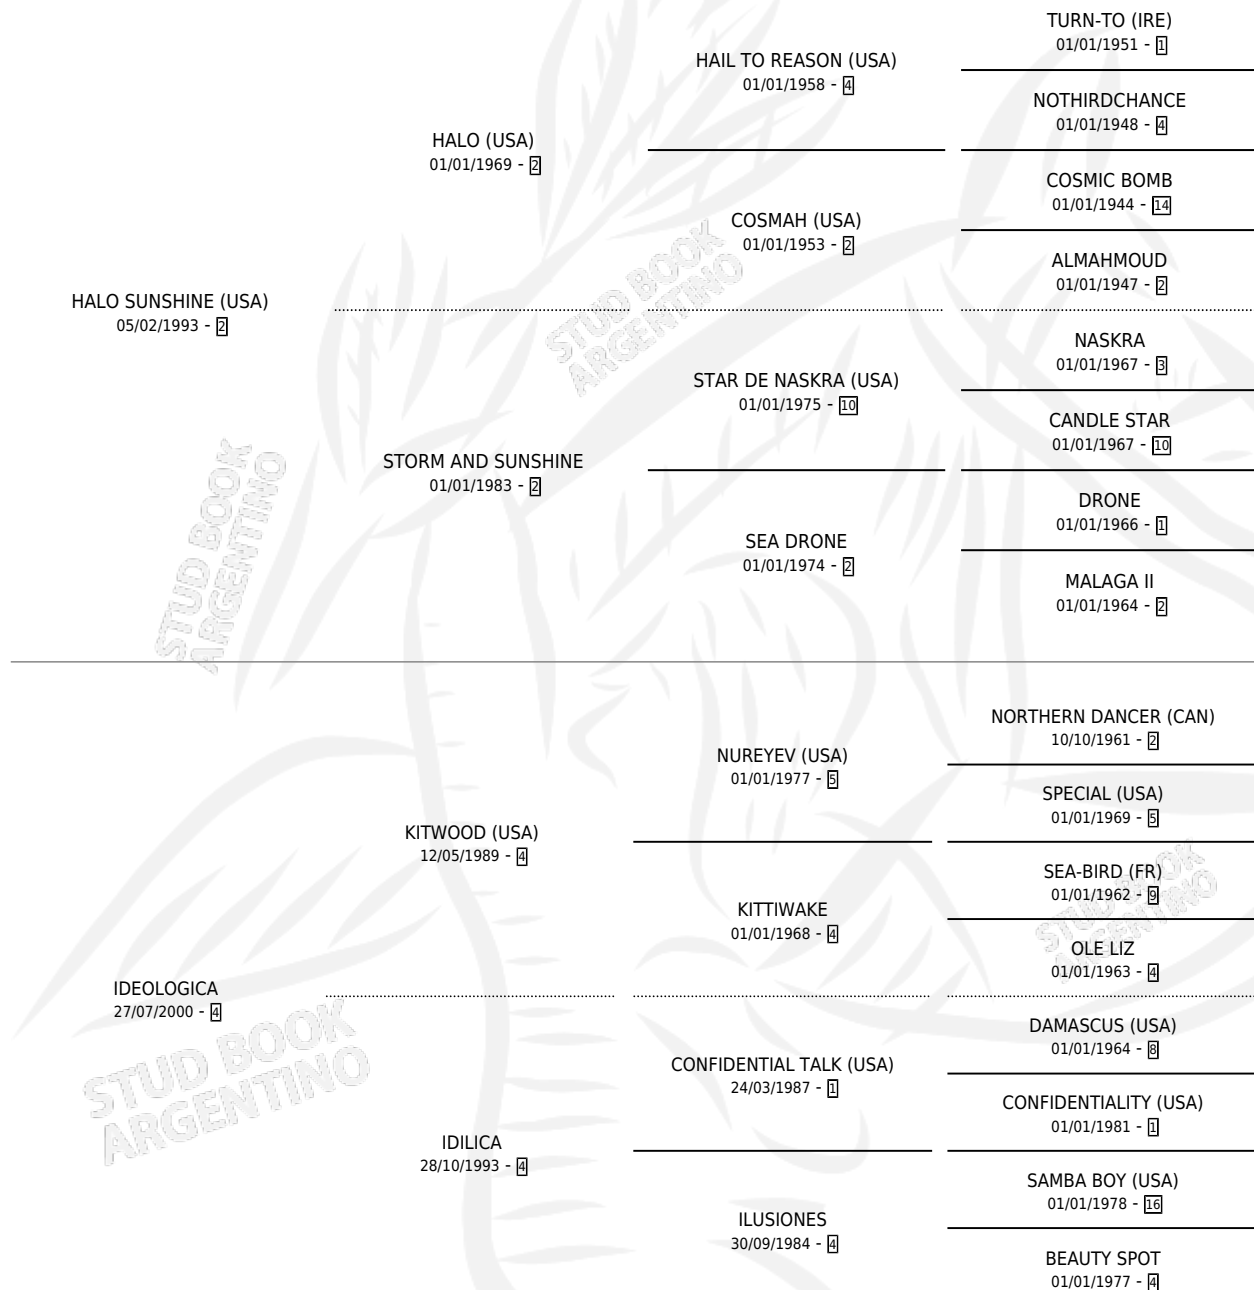 TURN-TO (IRE)
01/01/1951 - 1
HAIL TO REASON (USA)
01/01/1958 - 4
NOTHIRDCHANCE
01/01/1948 - 4
HALO (USA)
01/01/1969 - 2
COSMIC BOMB
01/01/1944 - 14
COSMAH (USA)
01/01/1953 - 2
ALMAHMOUD
01/01/1947 - 2
HALO SUNSHINE (USA)
05/02/1993 - 2
NASKRA
01/01/1967 - 3
STAR DE NASKRA (USA)
01/01/1975 - 10
CANDLE STAR
01/01/1967 - 10
STORM AND SUNSHINE
01/01/1983 - 2
DRONE
01/01/1966 - 1
SEA DRONE
01/01/1974 - 2
MALAGA II
01/01/1964 - 2
NORTHERN DANCER (CAN)
10/10/1961 - 2
NUREYEV (USA)
01/01/1977 - 5
SPECIAL (USA)
01/01/1969 - 5
KITWOOD (USA)
12/05/1989 - 4
SEA-BIRD (FR)
01/01/1962 - 9
KITTIWAKE
01/01/1968 - 4
OLE LIZ
01/01/1963 - 4
IDEOLOGICA
27/07/2000 - 4
DAMASCUS (USA)
01/01/1964 - 8
CONFIDENTIAL TALK (USA)
24/03/1987 - 1
CONFIDENTIALITY (USA)
01/01/1981 - 1
IDILICA
28/10/1993 - 4
SAMBA BOY (USA)
01/01/1978 - 16
ILUSIONES
30/09/1984 - 4
BEAUTY SPOT
01/01/1977 - 4
STUD BOOK
ARGENTINO
STUD BOOK
ARGENTINO
STUD BOOK
ARGENTINO
STUD BOOK
ARGENTINO